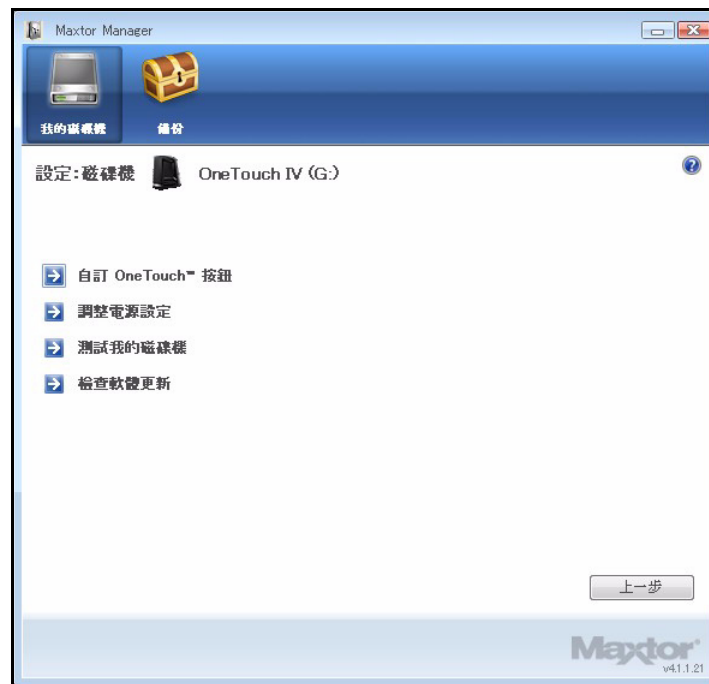 Maxtor Manager
我的磁碟機
備份
設定:磁碟機 OneTouch IV (G:)
自訂 OneTouch™ 按鈕
調整電源設定
測試我的磁碟機
檢查軟體更新
上一步
Maxtor
v4.1.1.21